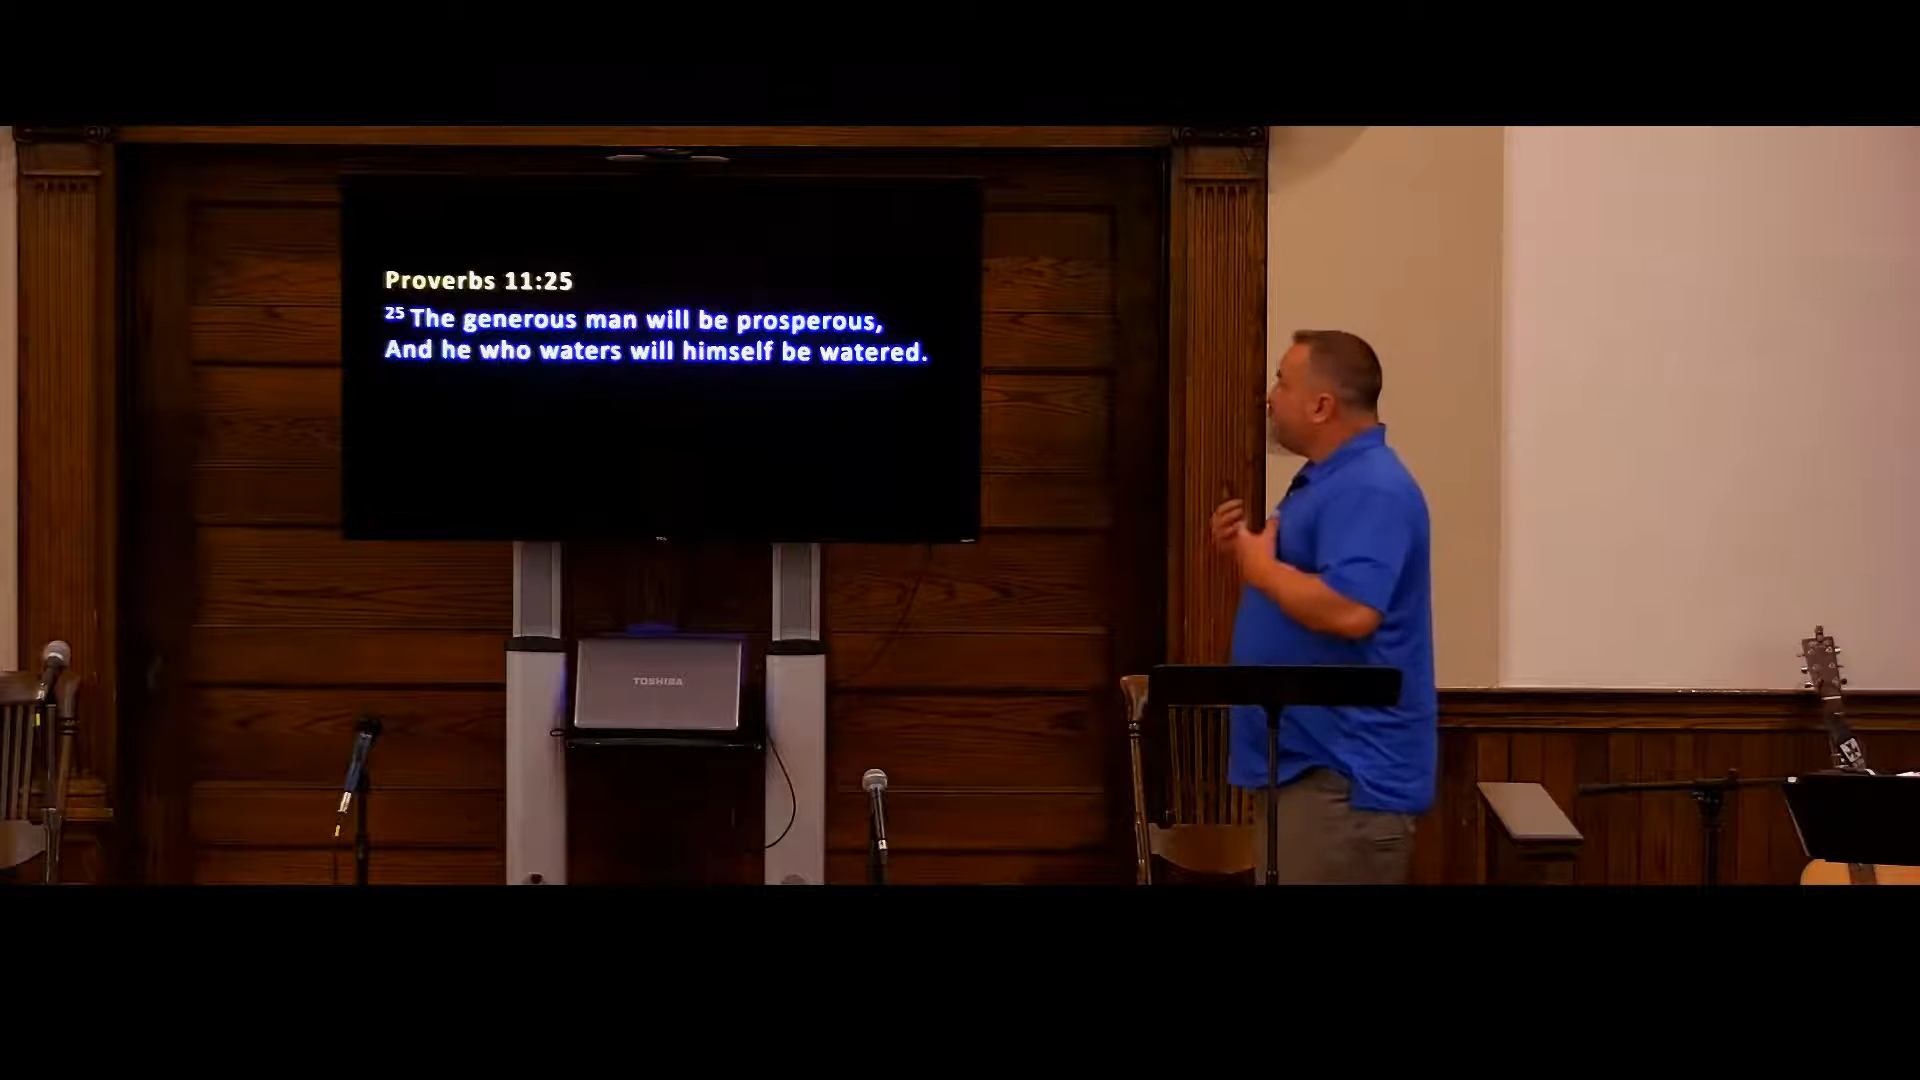 Proverbs 11:25
25 The generous man will be prosperous,
And he who waters will himself be watered.
TCL
TOSHIBA